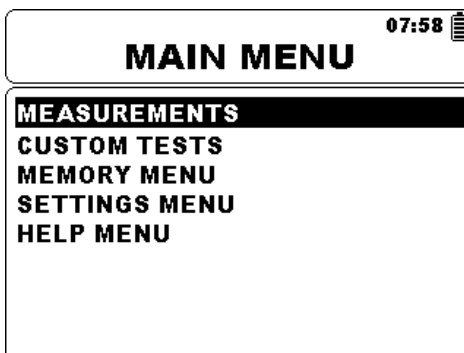 07:58
MAIN MENU
MEASUREMENTS
CUSTOM TESTS
MEMORY MENU
SETTINGS MENU
HELP MENU